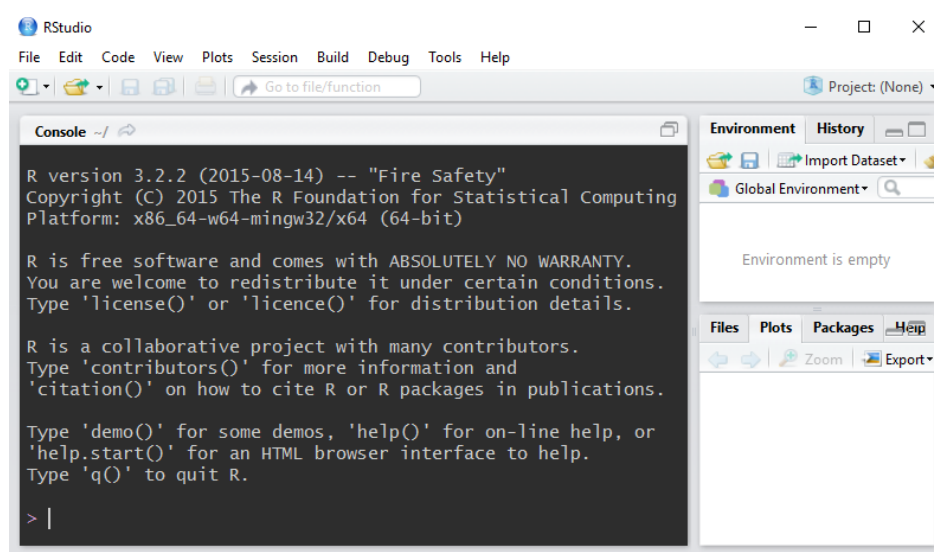 RStudio
File Edit Code View Plots Session Build Debug Tools Help
Go to file/function
Project: (None)
Console ~/
R version 3.2.2 (2015-08-14) -- "Fire Safety"
Copyright (C) 2015 The R Foundation for Statistical Computing
Platform: x86_64-w64-mingw32/x64 (64-bit)
R is free software and comes with ABSOLUTELY NO WARRANTY.
You are welcome to redistribute it under certain conditions.
Type 'license()' or 'licence()' for distribution details.
R is a collaborative project with many contributors.
Type 'contributors()' for more information and
'citation()' on how to cite R or R packages in publications.
Type 'demo()' for some demos, 'help()' for on-line help, or
'help.start()' for an HTML browser interface to help.
Type 'q()' to quit R.
>
Environment History
Import Dataset
Global Environment
Environment is empty
Files Plots Packages Help
Zoom Export